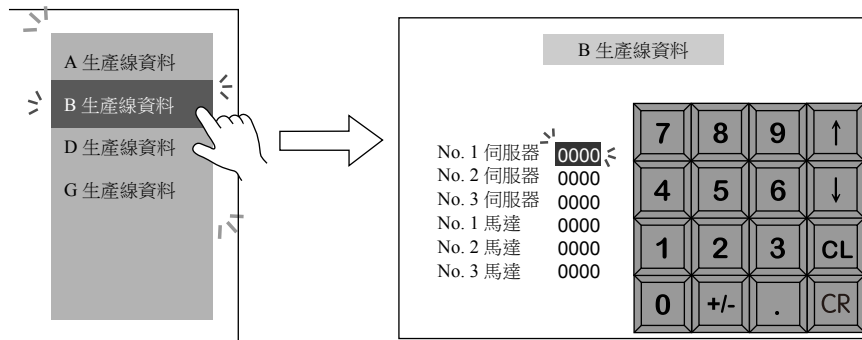 A 生產線資料
B 生產線資料
D 生產線資料
G 生產線資料
B 生產線資料
No. 1 伺服器 0000
No. 2 伺服器 0000
No. 3 伺服器 0000
No. 1 馬達 0000
No. 2 馬達 0000
No. 3 馬達 0000
7 8 9 ↑
4 5 6 ↓
1 2 3 CL
0 +/- . CR